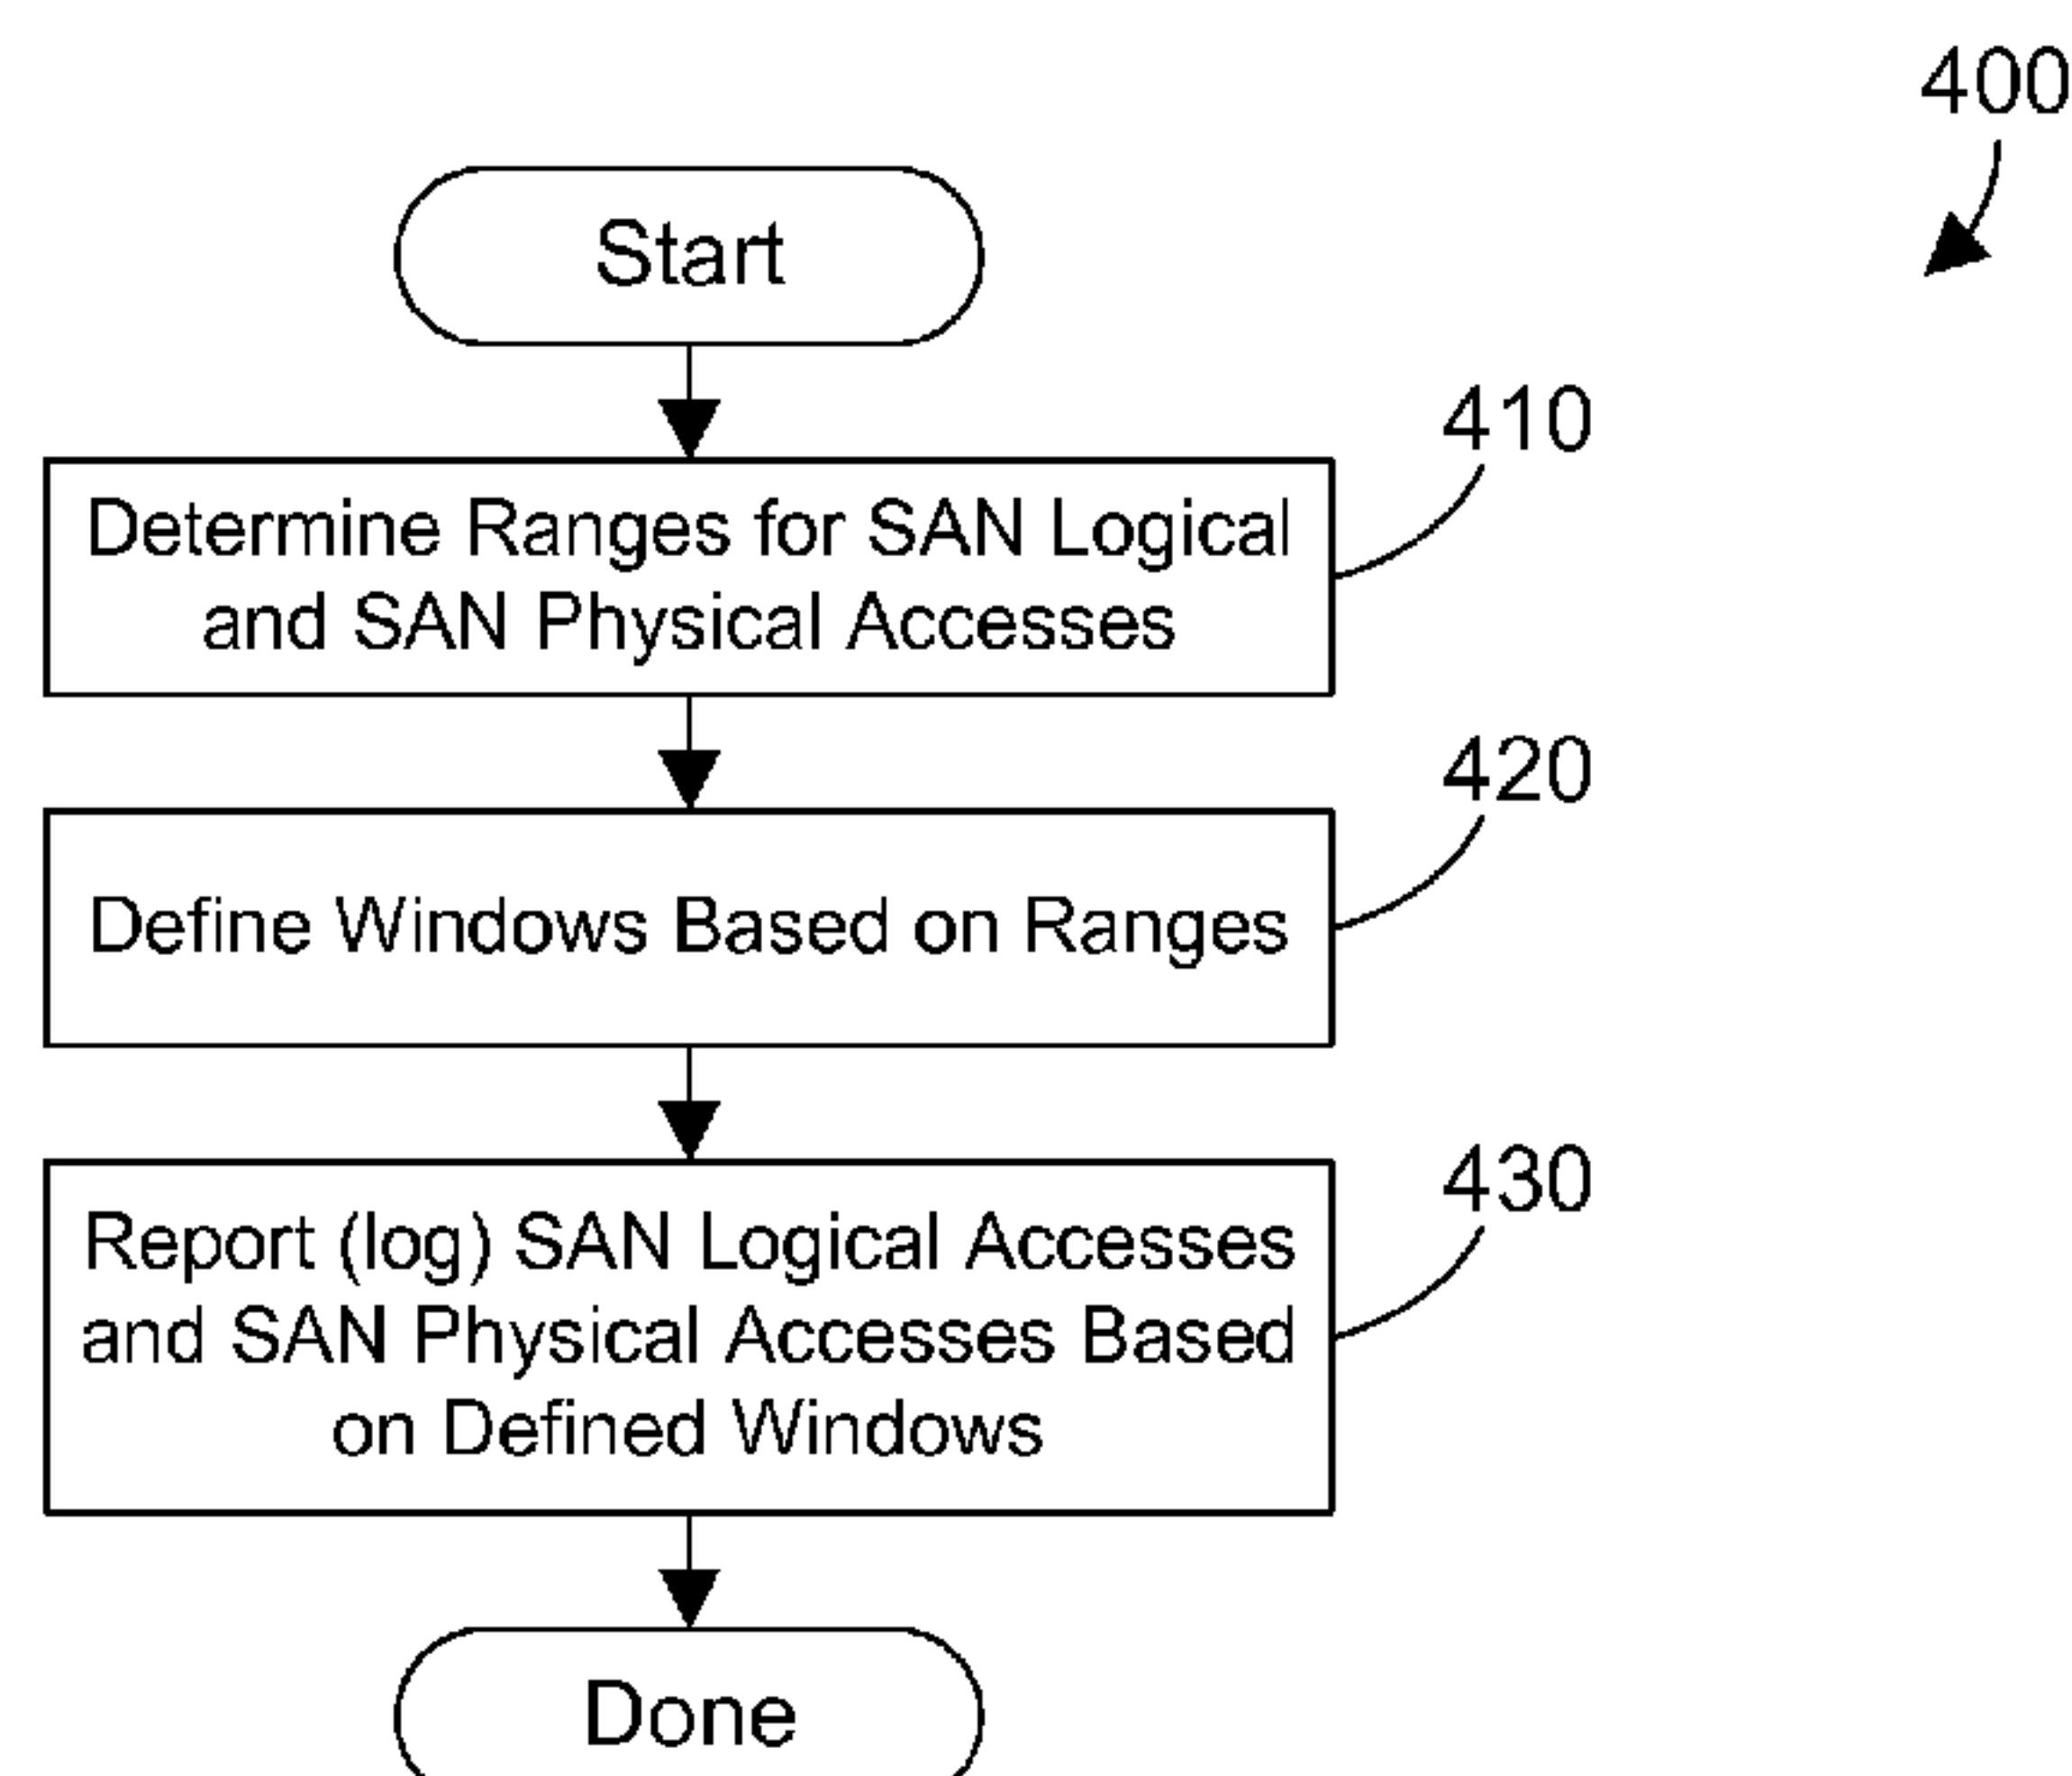 400
Start
410
Determine Ranges for SAN Logical
and SAN Physical Accesses
420
Define Windows Based on Ranges
430
Report (log) SAN Logical Accesses
and SAN Physical Accesses Based
on Defined Windows
Done